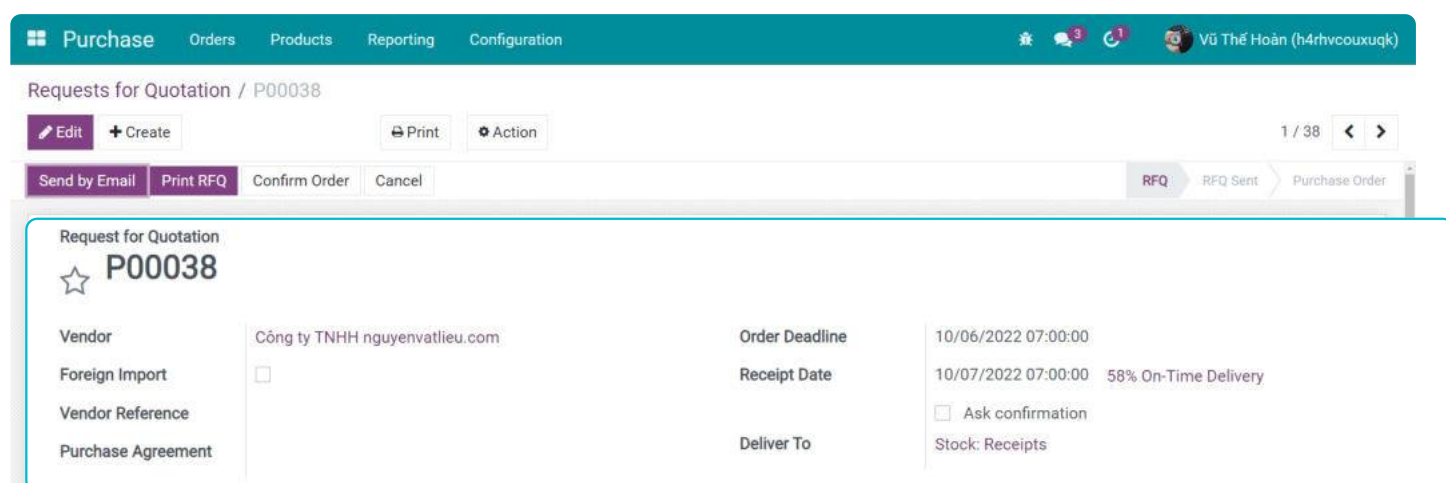 Purchase Orders Products Reporting Configuration 3 1 Vũ Thế Hoàn (h4rhvcouxuqk)
Requests for Quotation / P00038
Edit Create Print Action 1 / 38
Send by Email Print RFQ Confirm Order Cancel RFQ RFQ Sent Purchase Order
Request for Quotation
P00038
Vendor Công ty TNHH nguyenvatlieu.com Order Deadline 10/06/2022 07:00:00
Foreign Import Receipt Date 10/07/2022 07:00:00 58% On-Time Delivery
Vendor Reference Ask confirmation
Purchase Agreement Deliver To Stock: Receipts